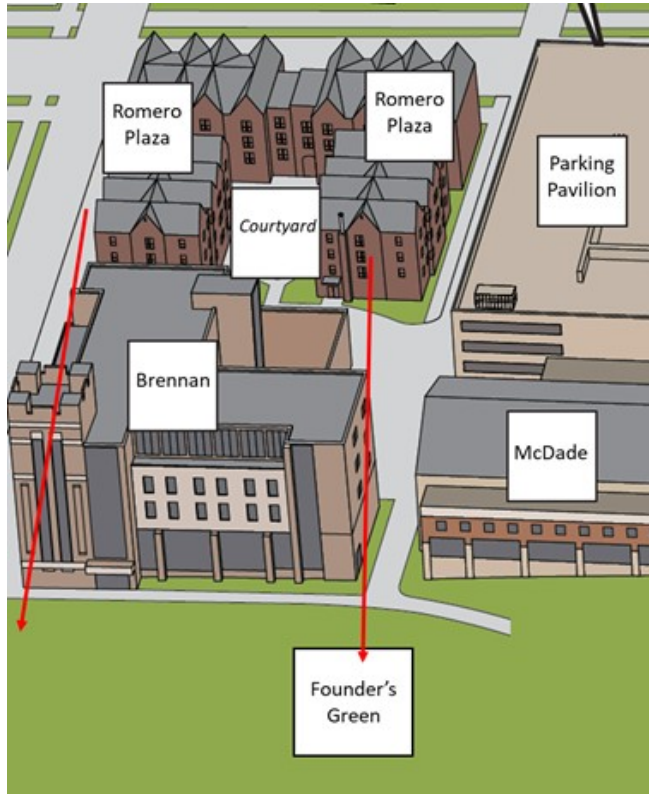 Romero
Plaza
Romero
Plaza
Parking
Pavilion
Courtyard
Brennan
McDade
Founder’s
Green